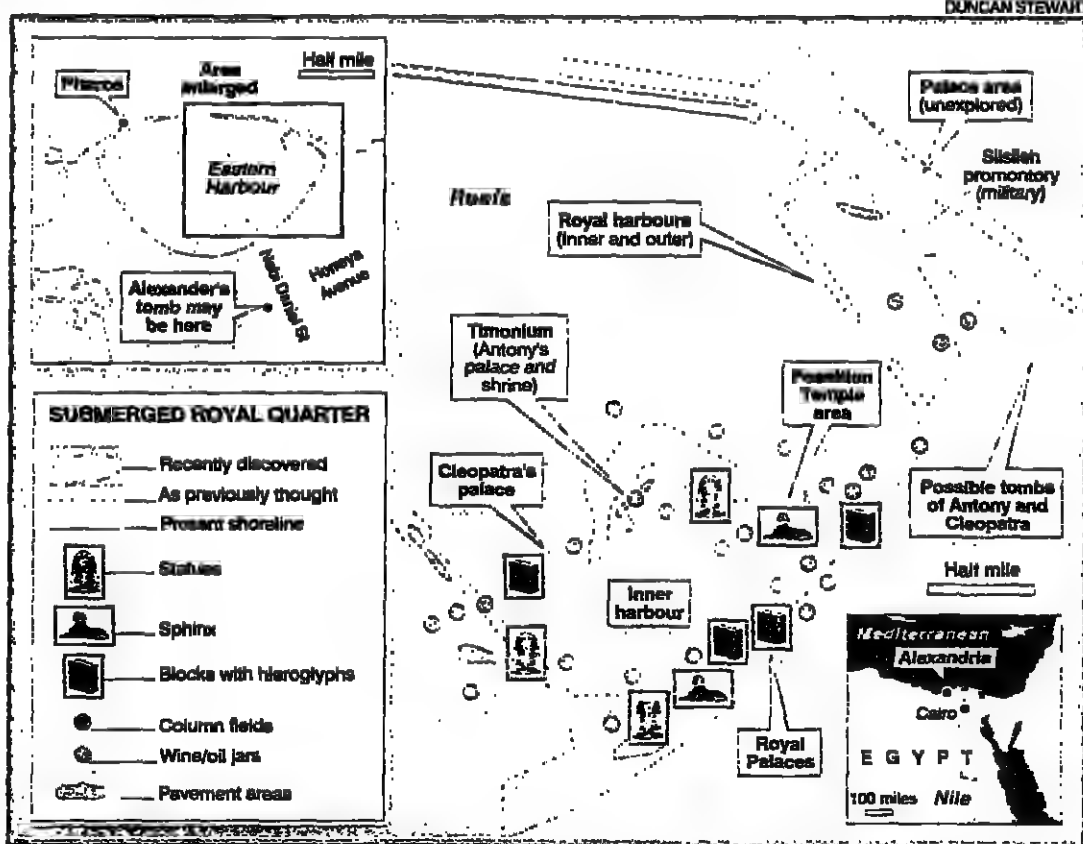 DUNCAN STEWART
Pharos
Area
enlarged
Half mile
Eastern
Harbour
Nebi Daniel St
Horreya
Avenue
Alexander's
tomb may
be here
Reefs
Palace area
(unexplored)
Silsileh
promontory
(military)
Royal harbours
(inner and outer)
Timonium
(Antony's
palace and
shrine)
Poseidon
Temple
area
Cleopatra's
palace
Possible tombs
of Antony and
Cleopatra
Half mile
Inner
harbour
Royal
Palaces
SUBMERGED ROYAL QUARTER
Recently discovered
As previously thought
Present shoreline
Statues
Sphinx
Blocks with hieroglyphs
Column fields
Wine/oil jars
Pavement areas
Mediterranean
Alexandria
Cairo
EGYPT
100 miles
Nile